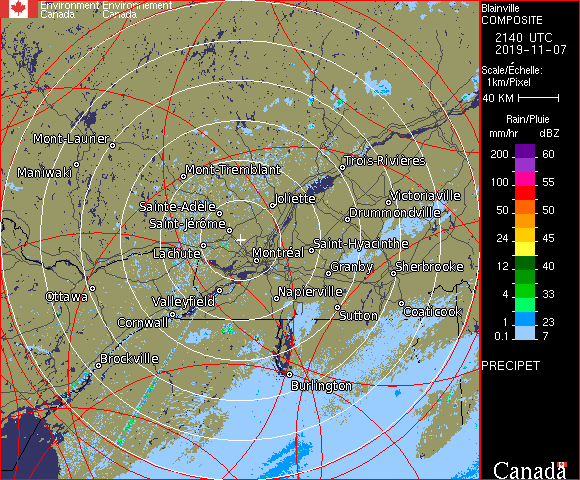 Environment Environnement
Canada Canada
Blainville
COMPOSITE
2140 UTC
2019-11-07
Scale/Échelle:
1km/Pixel
40 KM
Rain/Pluie
mm/hr dBZ
200 60
100 55
50 50
24 45
12 40
4 33
1 23
0.1 7
PRECIPET
Canada
Mont-Laurier
Maniwaki
Mont-Tremblant
Trois-Rivières
Sainte-Adèle
Joliette
Victoriaville
Saint-Jérôme
Drummondville
Lachute
Montréal
Saint-Hyacinthe
Granby
Sherbrooke
Ottawa
Valleyfield
Napierville
Cornwall
Sutton
Coaticook
Brockville
Burlington